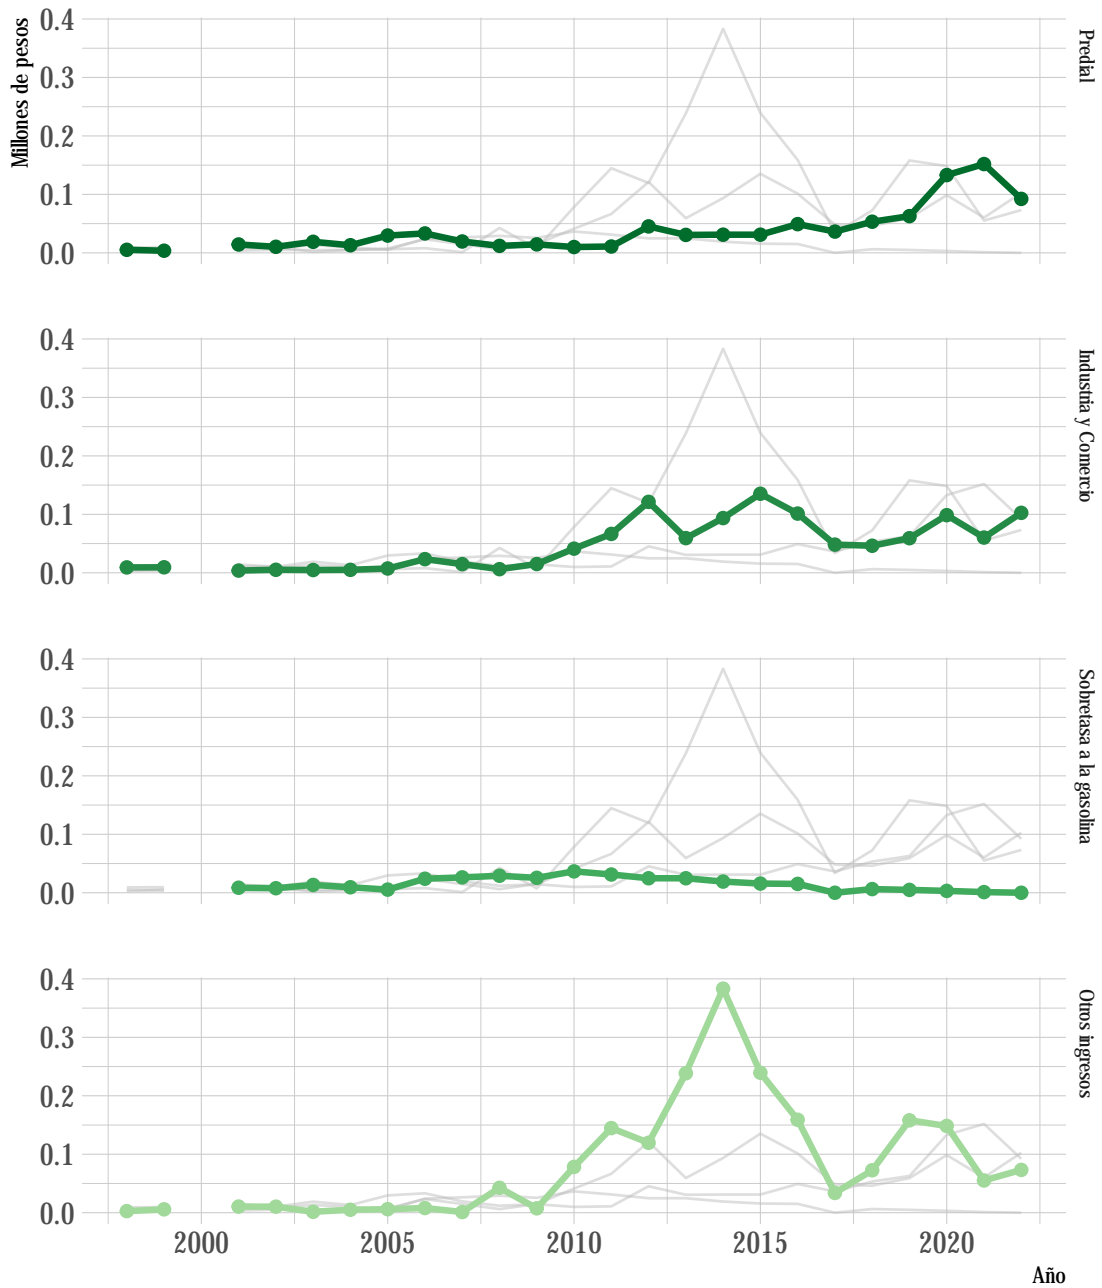 Millones de pesos
0.4
0.3
0.2
0.1
0.0
Predial
0.4
0.3
0.2
0.1
0.0
Industria y Comercio
0.4
0.3
0.2
0.1
0.0
Sobretasa a la gasolina
0.4
0.3
0.2
0.1
0.0
Otros ingresos
2000 2005 2010 2015 2020
Año